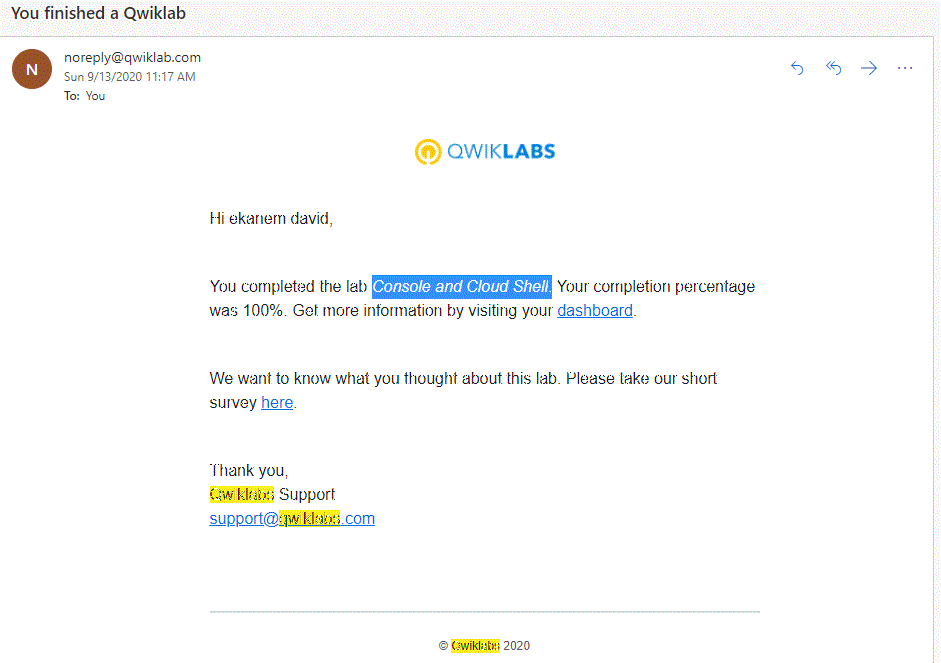 You finished a Qwiklab
N
noreply@qwiklab.com
Sun 9/13/2020 11:17 AM
To: You
QWIKLABS
Hi ekanem david,
You completed the lab Console and Cloud Shell. Your completion percentage
was 100%. Get more information by visiting your dashboard.
We want to know what you thought about this lab. Please take our short
survey here.
Thank you,
Qwiklabs Support
support@qwiklabs.com
© Qwiklabs 2020